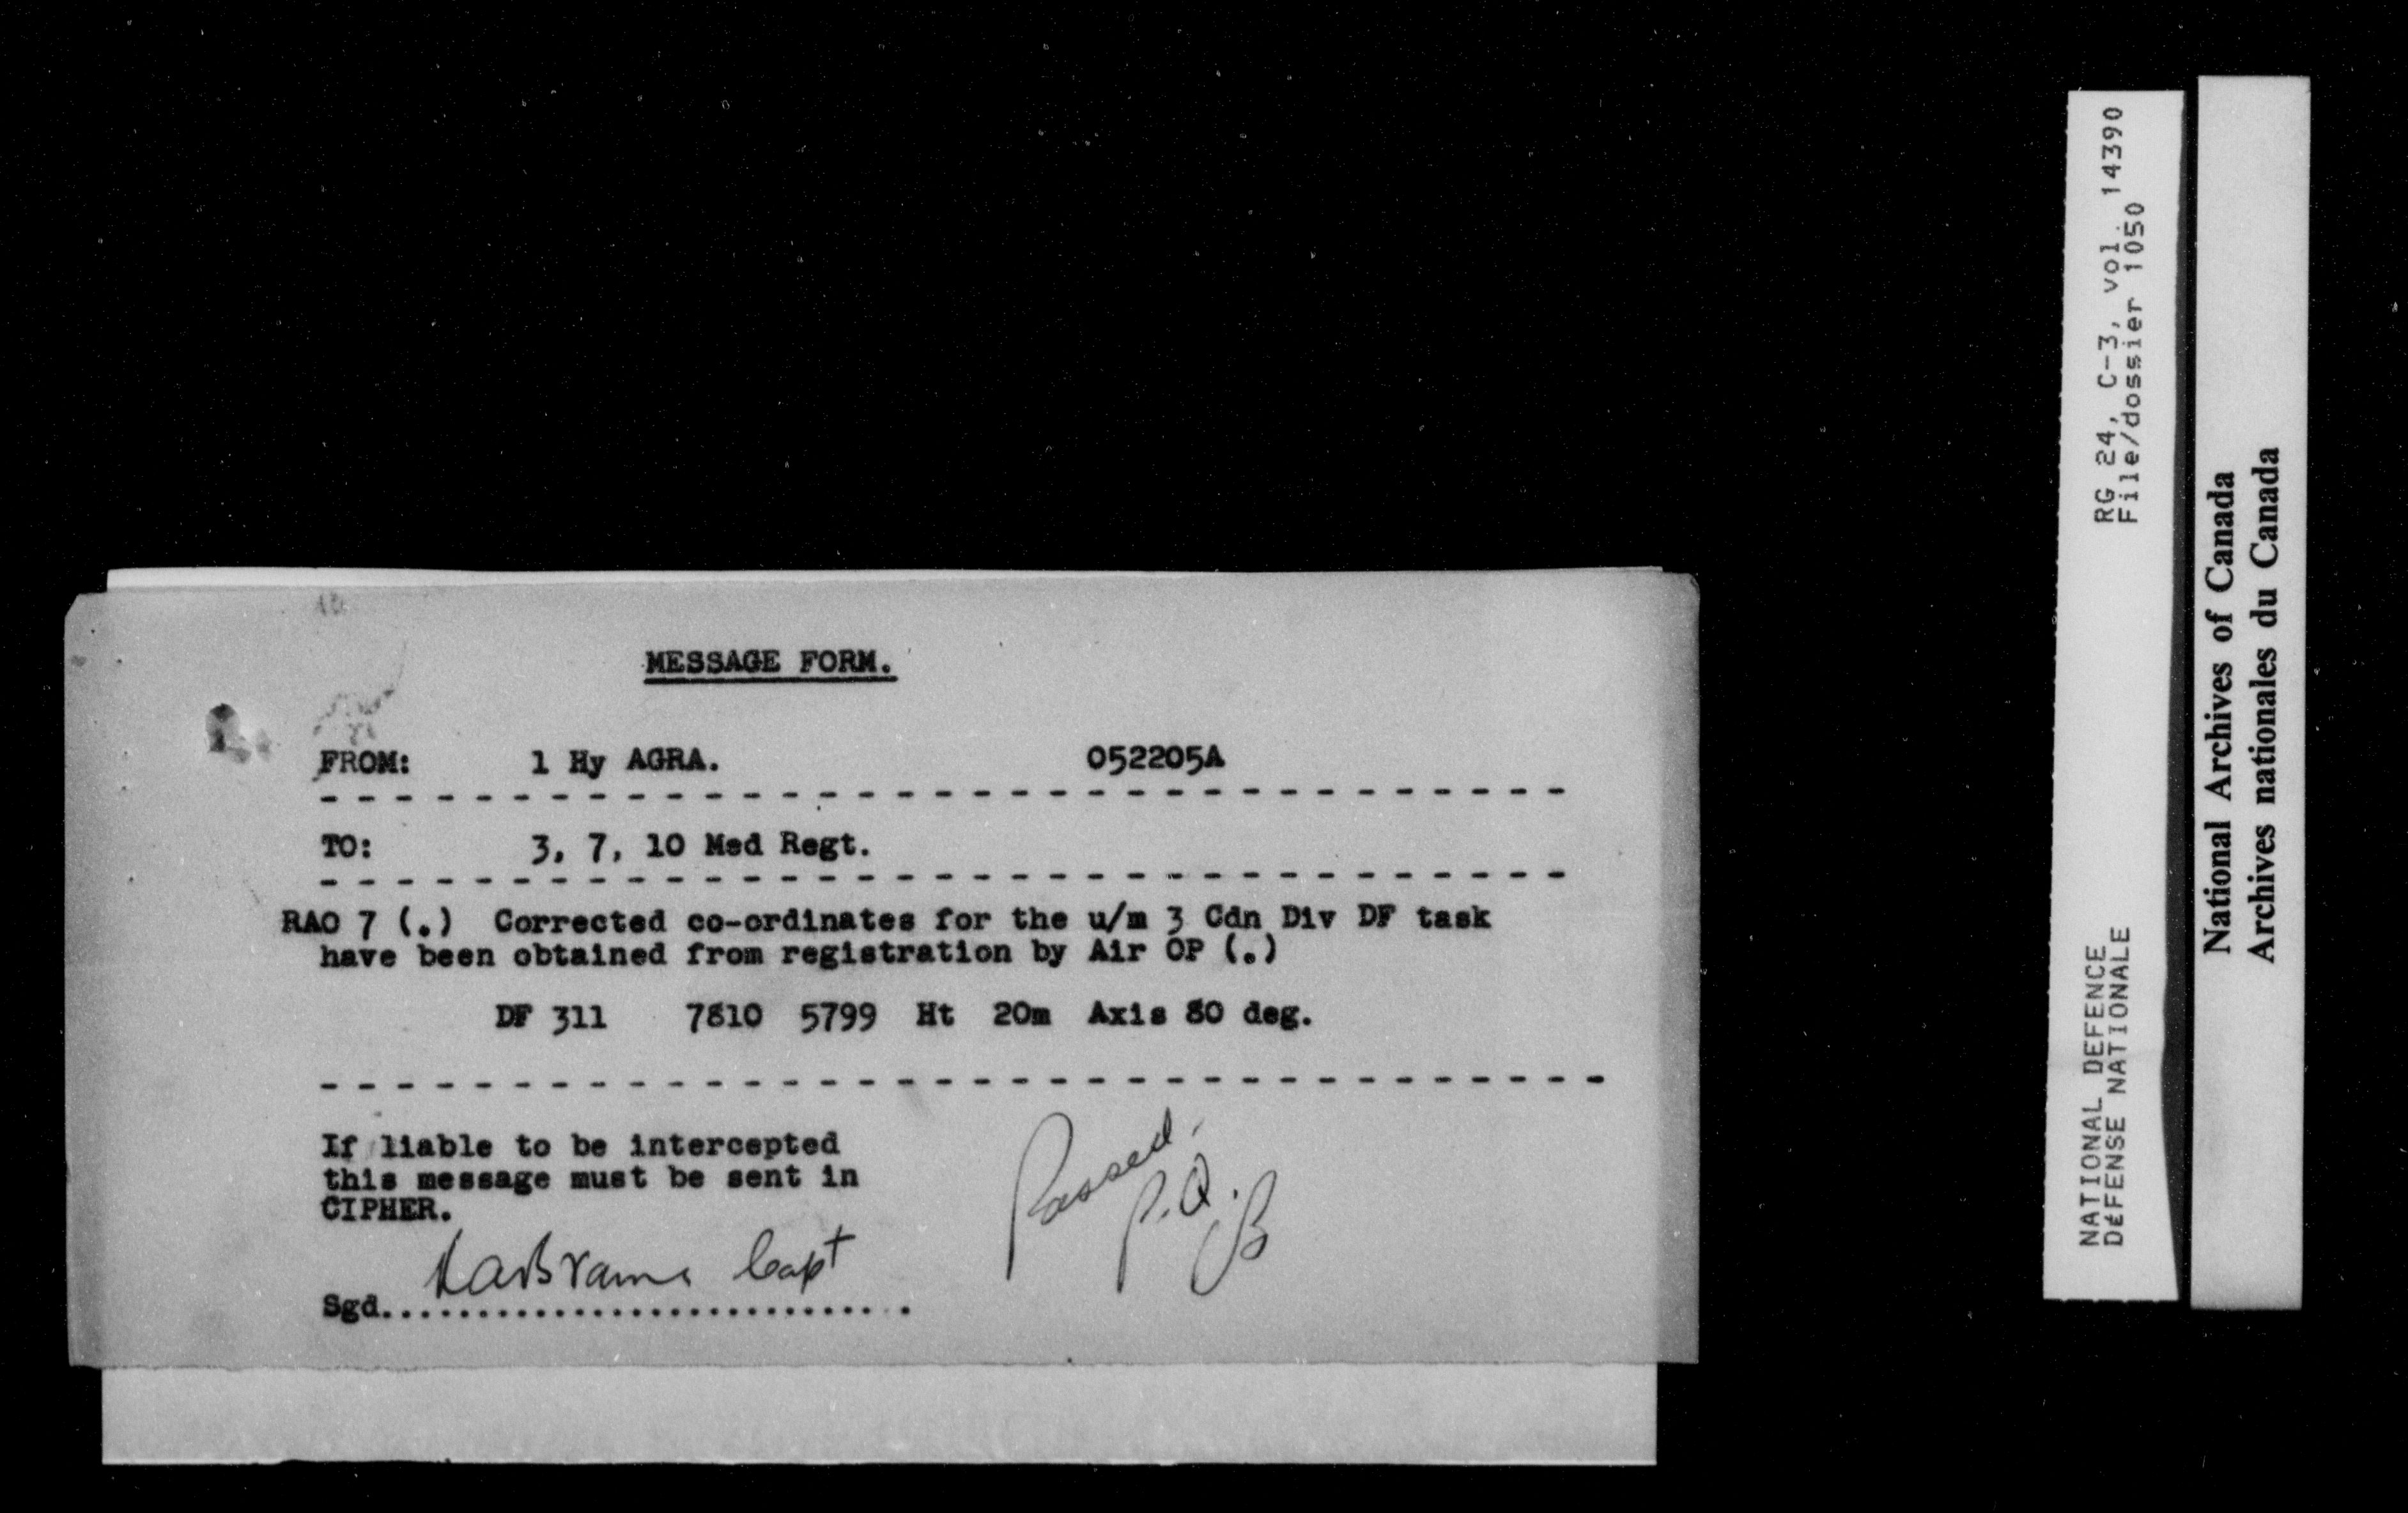 MESSAGE FORM.
FROM: 1 Hy AGRA. 052205A
TO: 3, 7, 10 Med Regt.
RAO 7 (.) Corrected co-ordinates for the u/m 3 Cdn Div DF task
have been obtained from registration by Air OP (.)
DF 311 7810 5799 Ht 20m Axis 80 deg.
If liable to be intercepted
this message must be sent in
CIPHER.
Capt
Sgd..............................
Passed.
RG 24, C-3, vol. 14390
File/dossier 1050
NATIONAL DEFENCE
DÉFENSE NATIONALE
National Archives of Canada
Archives nationales du Canada